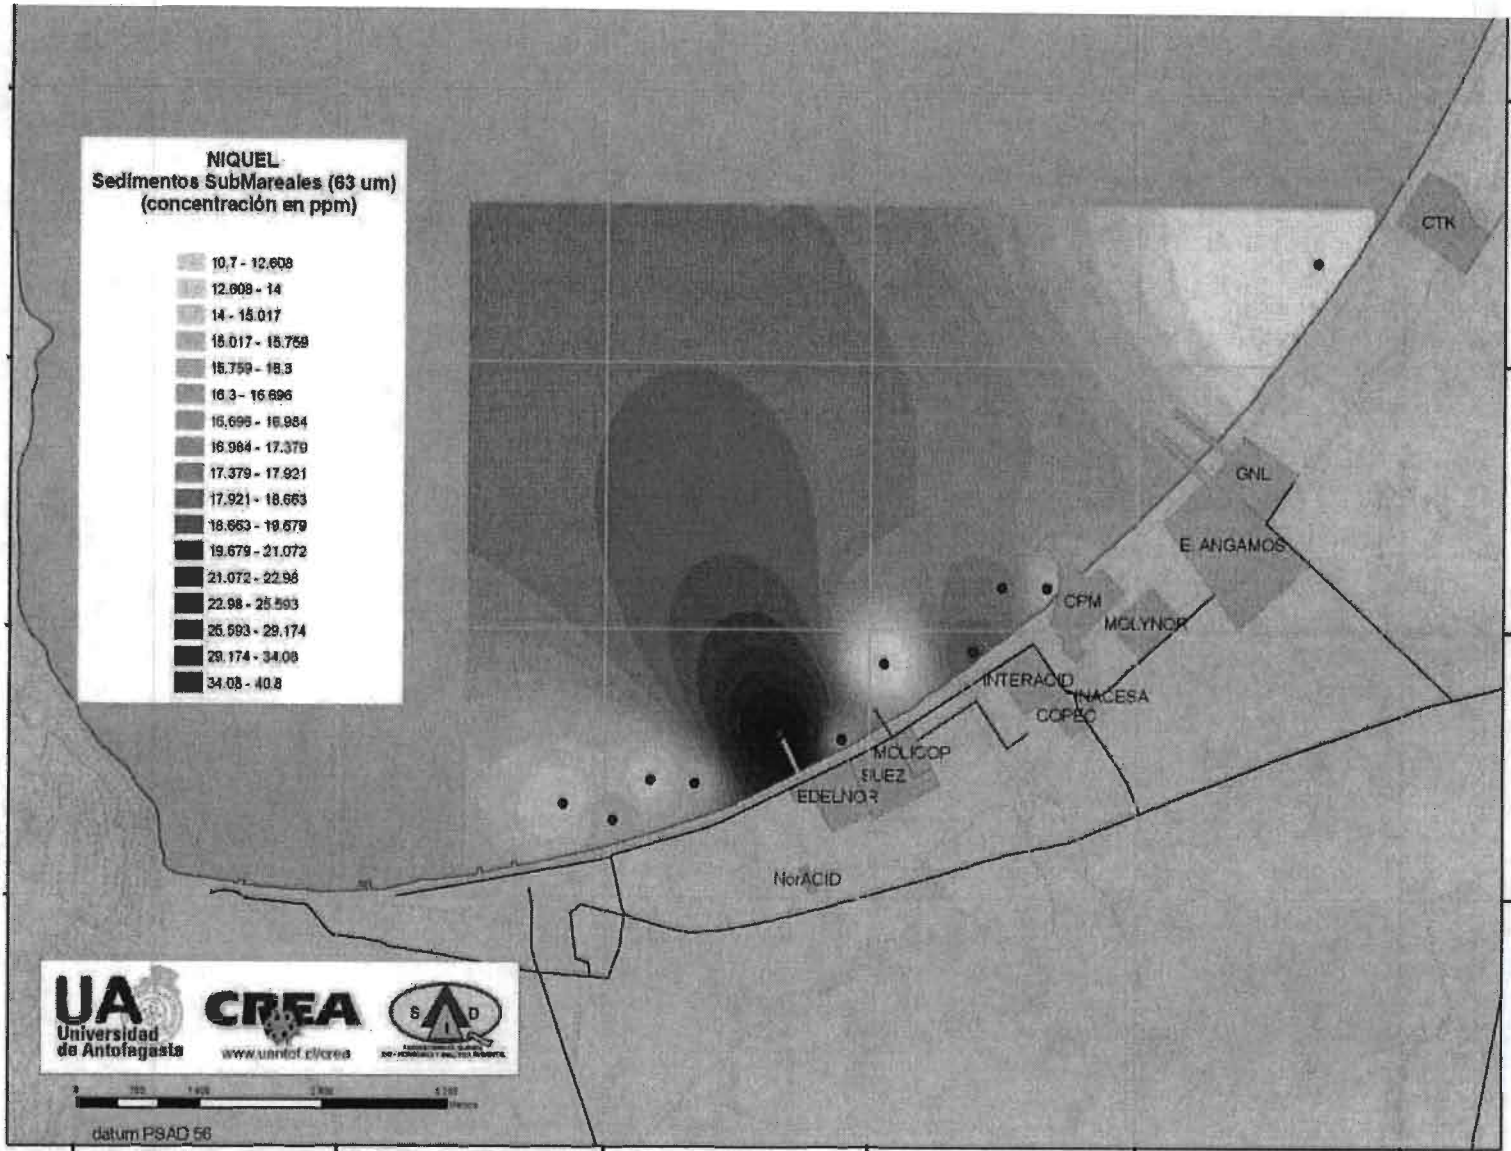 NIQUEL
Sedimentos SubMareales (63 um)
(concentración en ppm)
10,7 - 12.608
12.608 - 14
14 - 15.017
15.017 - 15.759
15.759 - 16.3
16.3 - 16.696
16.696 - 16.984
16.984 - 17.379
17.379 - 17.921
17.921 - 18.663
18.663 - 19.679
19.679 - 21.072
21.072 - 22.98
22.98 - 25.593
25.593 - 29.174
29.174 - 34.08
34.08 - 40.8
CTK
GNL
E. ANGAMOS
CPM
MOLYNOR
INTERACID
INACESA
COPEC
MOLICOP
SUEZ
EDELNOR
NorACID
UA
Universidad
de Antofagasta
CREA
www.uantof.cl/crea
S I D
datum PSAD 56